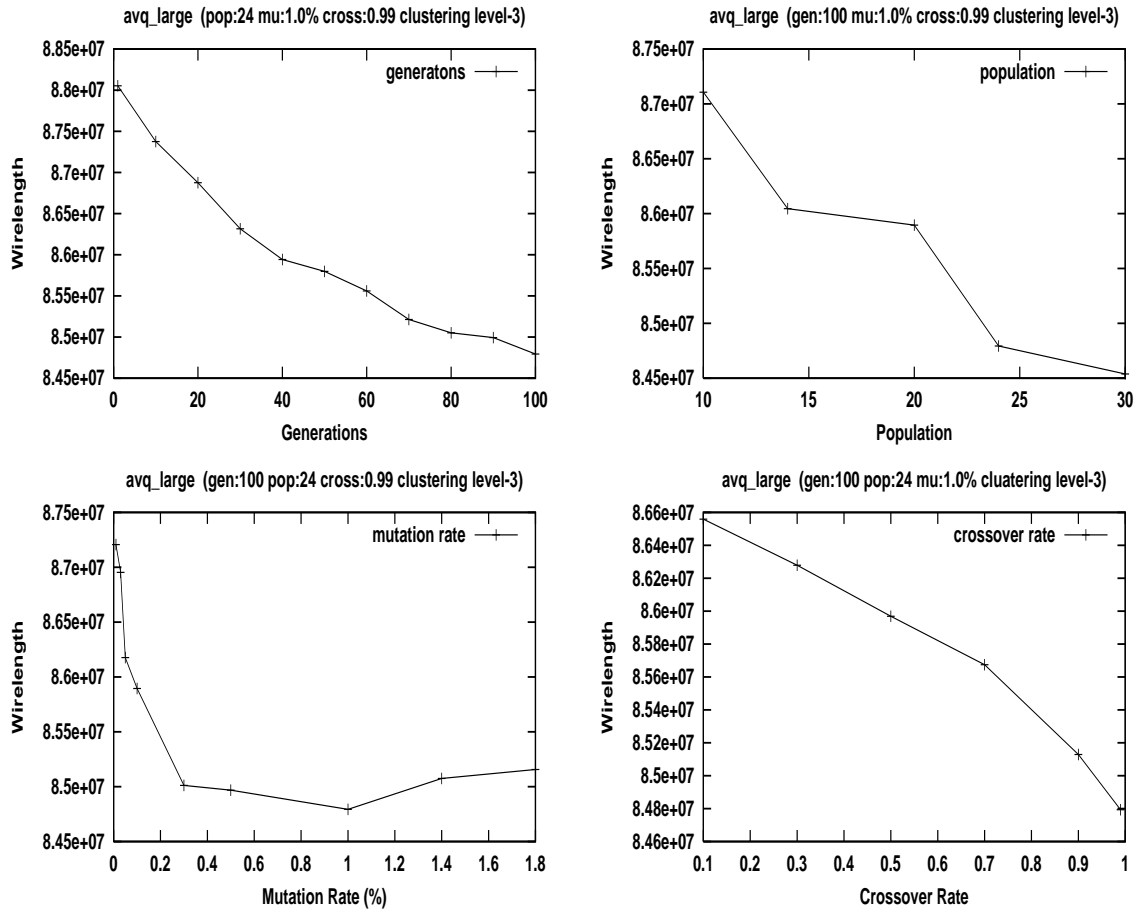 avq_large (pop:24 mu:1.0% cross:0.99 clustering level-3)
8.85e+07
8.8e+07
8.75e+07
8.7e+07
8.65e+07
8.6e+07
8.55e+07
8.5e+07
8.45e+07
Wirelength
generatons
0 20 40 60 80 100
Generations
avq_large (gen:100 mu:1.0% cross:0.99 clustering level-3)
8.75e+07
8.7e+07
8.65e+07
8.6e+07
8.55e+07
8.5e+07
8.45e+07
Wirelength
population
10 15 20 25 30
Population
avq_large (gen:100 pop:24 cross:0.99 clustering level-3)
8.75e+07
8.7e+07
8.65e+07
8.6e+07
8.55e+07
8.5e+07
8.45e+07
Wirelength
mutation rate
0 0.2 0.4 0.6 0.8 1 1.2 1.4 1.6 1.8
Mutation Rate (%)
avq_large (gen:100 pop:24 mu:1.0% cluatering level-3)
8.66e+07
8.64e+07
8.62e+07
8.6e+07
8.58e+07
8.56e+07
8.54e+07
8.52e+07
8.5e+07
8.48e+07
8.46e+07
Wirelength
crossover rate
0.1 0.2 0.3 0.4 0.5 0.6 0.7 0.8 0.9 1
Crossover Rate